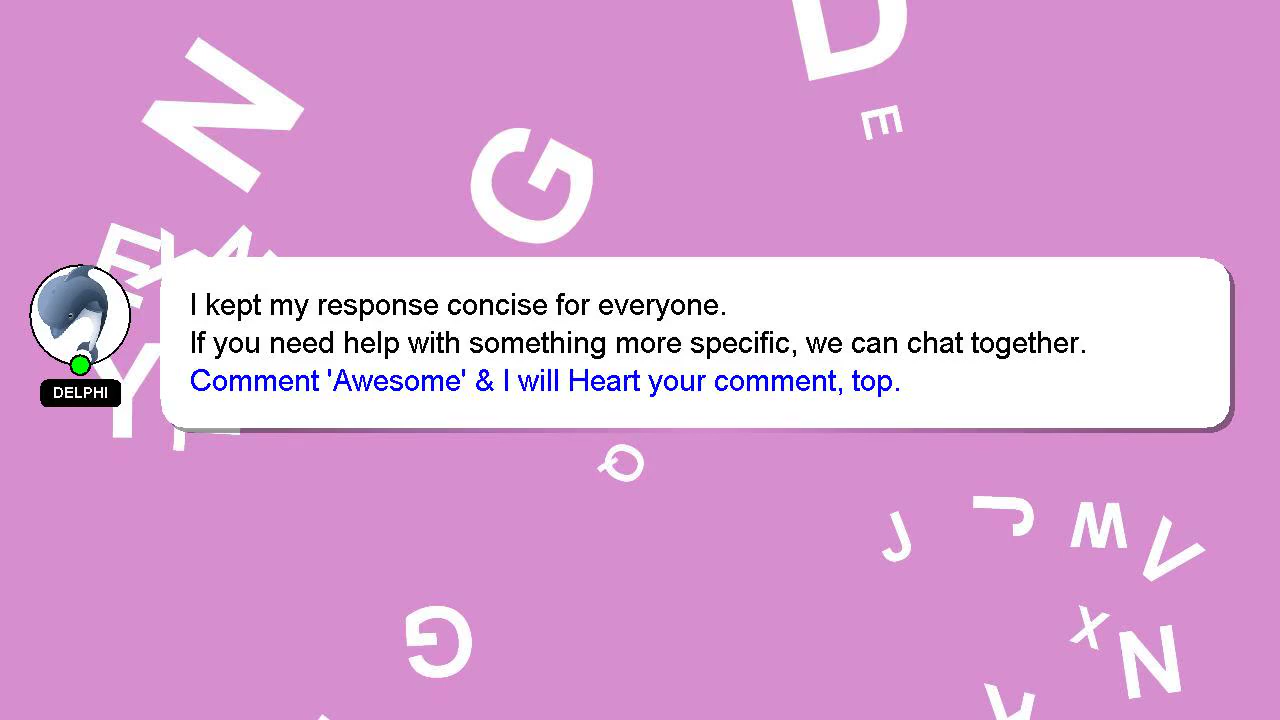 D
N
E
G
E
Y
N
I kept my response concise for everyone.
If you need help with something more specific, we can chat together.
Comment 'Awesome' & I will Heart your comment, top.
DELPHI
Y
Q
J
J
W
V
X
G
N